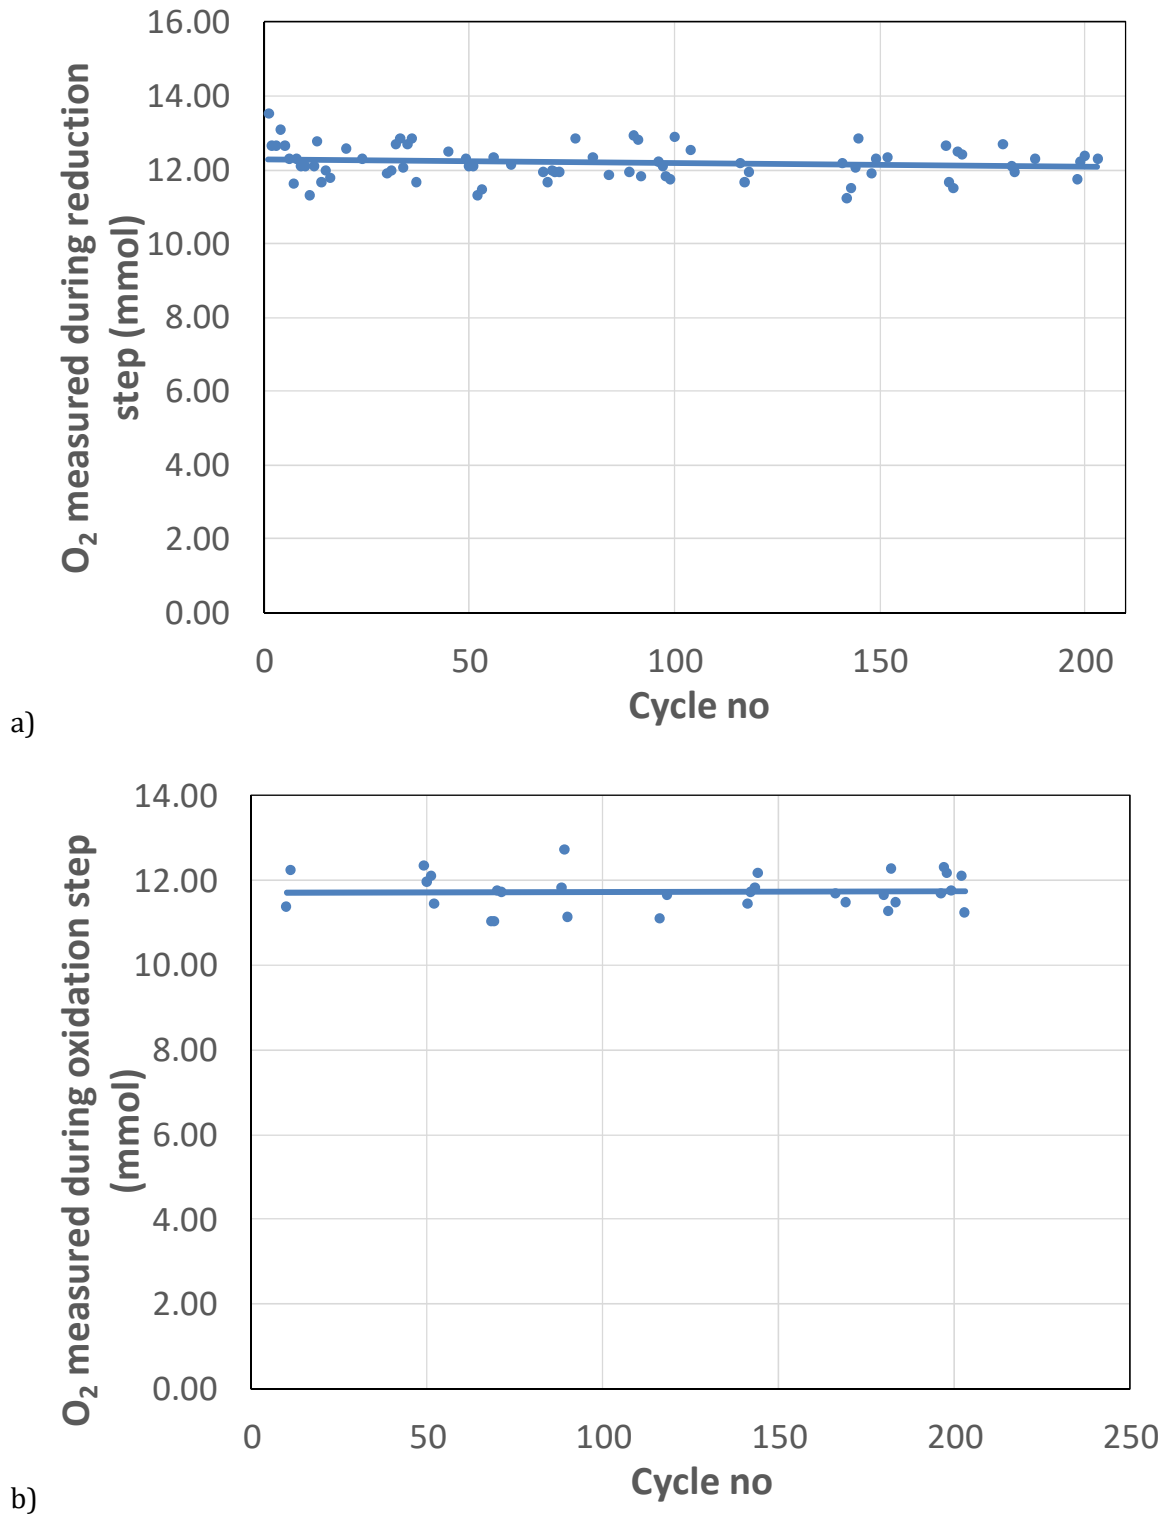 16.00
14.00
12.00
10.00
8.00
6.00
4.00
2.00
0.00
O₂ measured during reduction
step (mmol)
0 50 100 150 200
Cycle no
a)
14.00
12.00
10.00
8.00
6.00
4.00
2.00
0.00
O₂ measured during oxidation step
(mmol)
0 50 100 150 200 250
Cycle no
b)